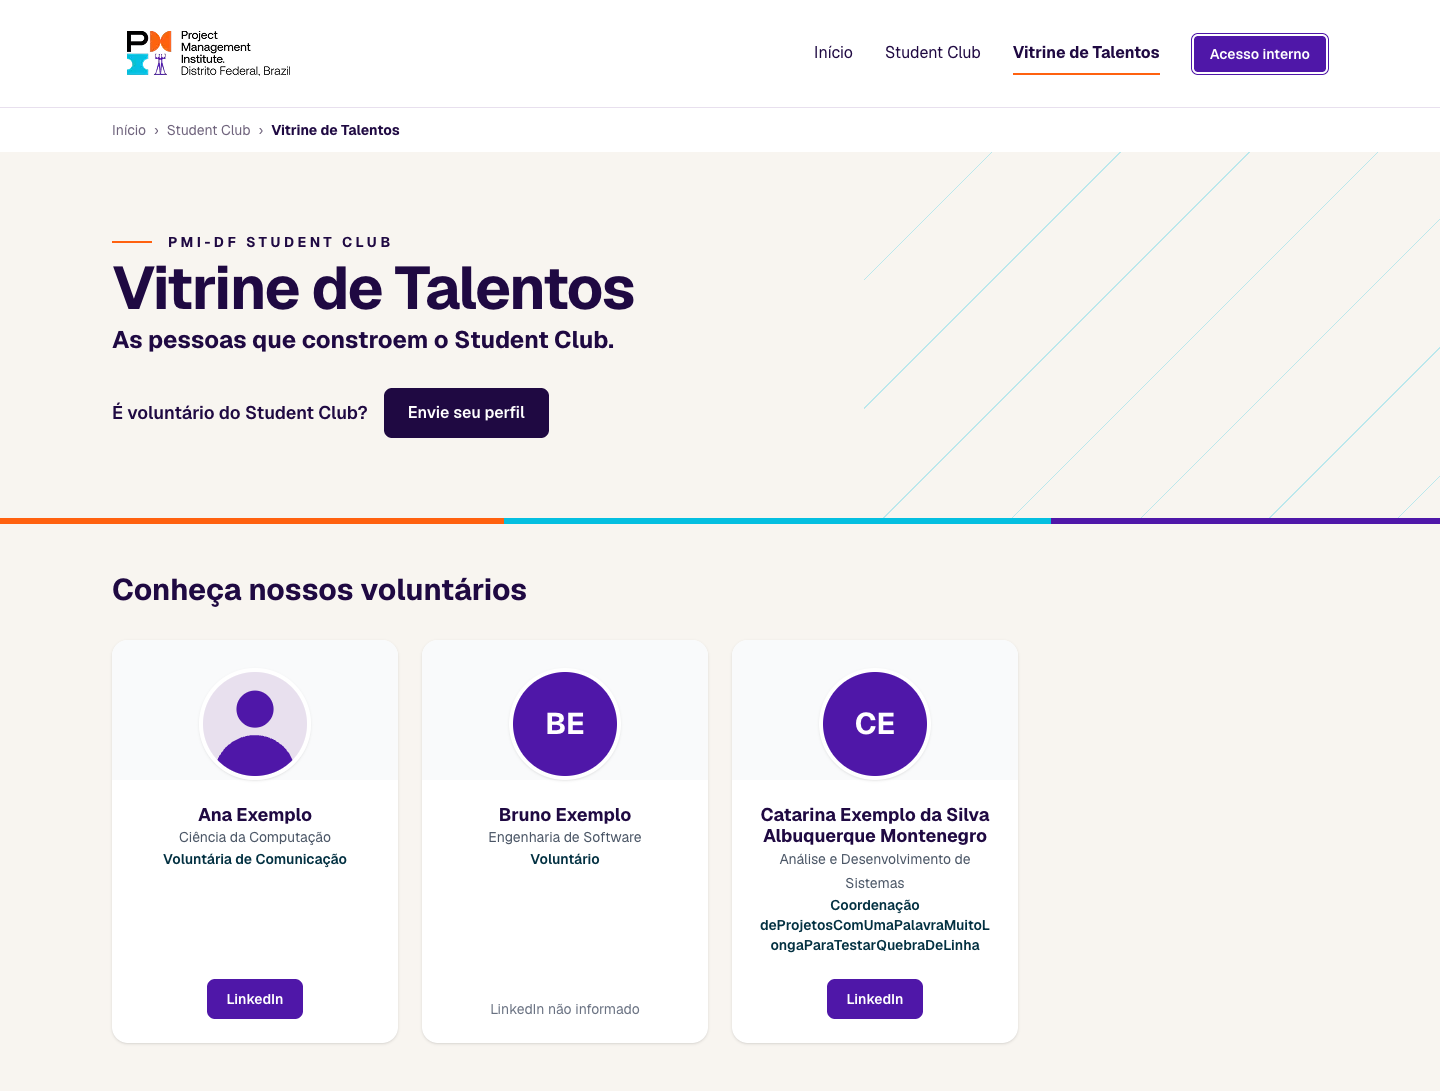 Project
Management
Institute.
Distrito Federal, Brazil
Início
Student Club
Vitrine de Talentos
Acesso interno
Início › Student Club › Vitrine de Talentos
PMI-DF STUDENT CLUB
Vitrine de Talentos
As pessoas que constroem o Student Club.
É voluntário do Student Club?
Envie seu perfil
Conheça nossos voluntários
Ana Exemplo
Ciência da Computação
Voluntária de Comunicação
LinkedIn
BE
Bruno Exemplo
Engenharia de Software
Voluntário
LinkedIn não informado
CE
Catarina Exemplo da Silva
Albuquerque Montenegro
Análise e Desenvolvimento de
Sistemas
Coordenação
deProjetosComUmaPalavraMuitoL
ongaParaTestarQuebraDeLinha
LinkedIn